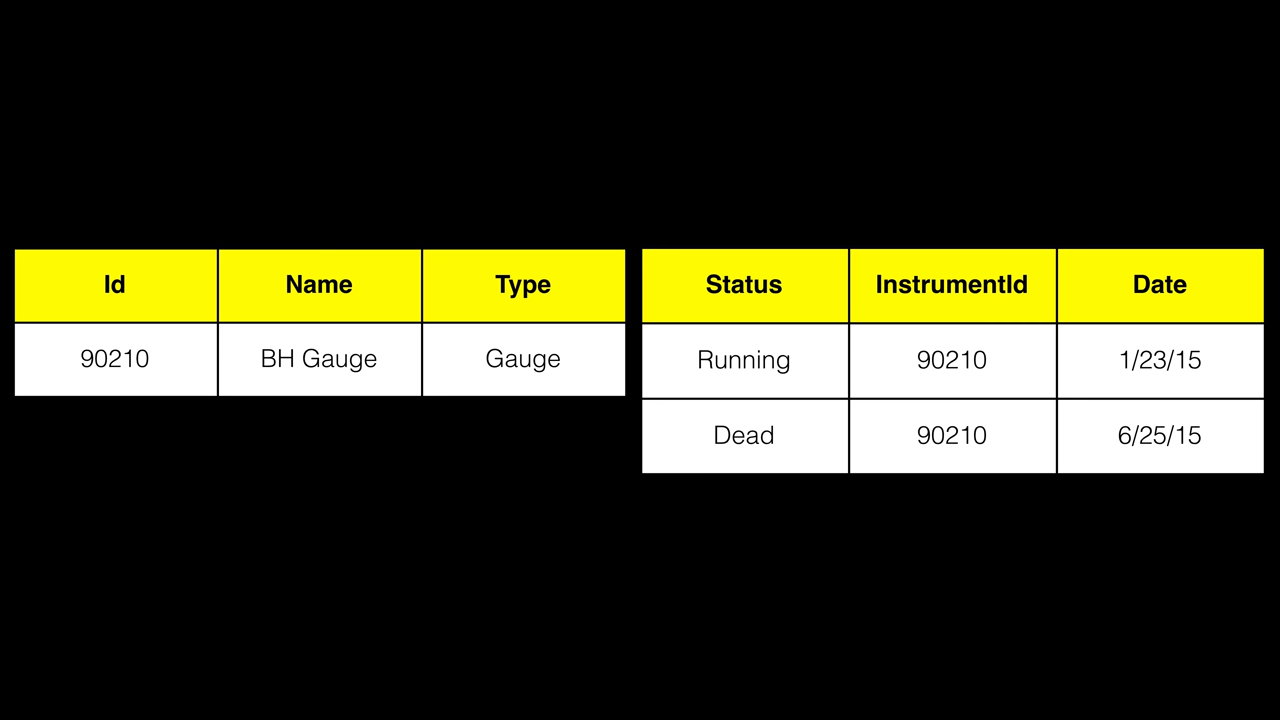 Id Name Type
90210 BH Gauge Gauge
Status InstrumentId Date
Running 90210 1/23/15
Dead 90210 6/25/15